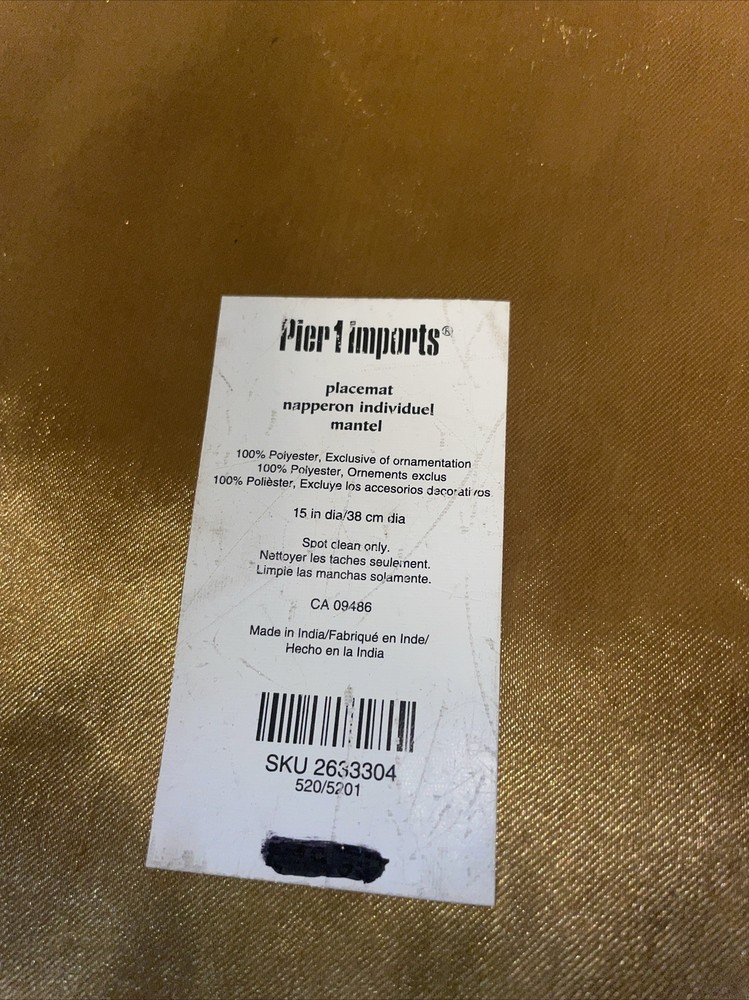 Pier 1 imports®
placemat
napperon individuel
mantel
100% Polyester, Exclusive of ornamentation
100% Polyester, Ornements exclus
100% Polièster, Excluye los accesorios decorativos
15 in dia/38 cm dia
Spot clean only.
Nettoyer les taches seulement.
Limpie las manchas solamente.
CA 09486
Made in India/Fabriqué en Inde/
Hecho en la India
SKU 2633304
520/5201